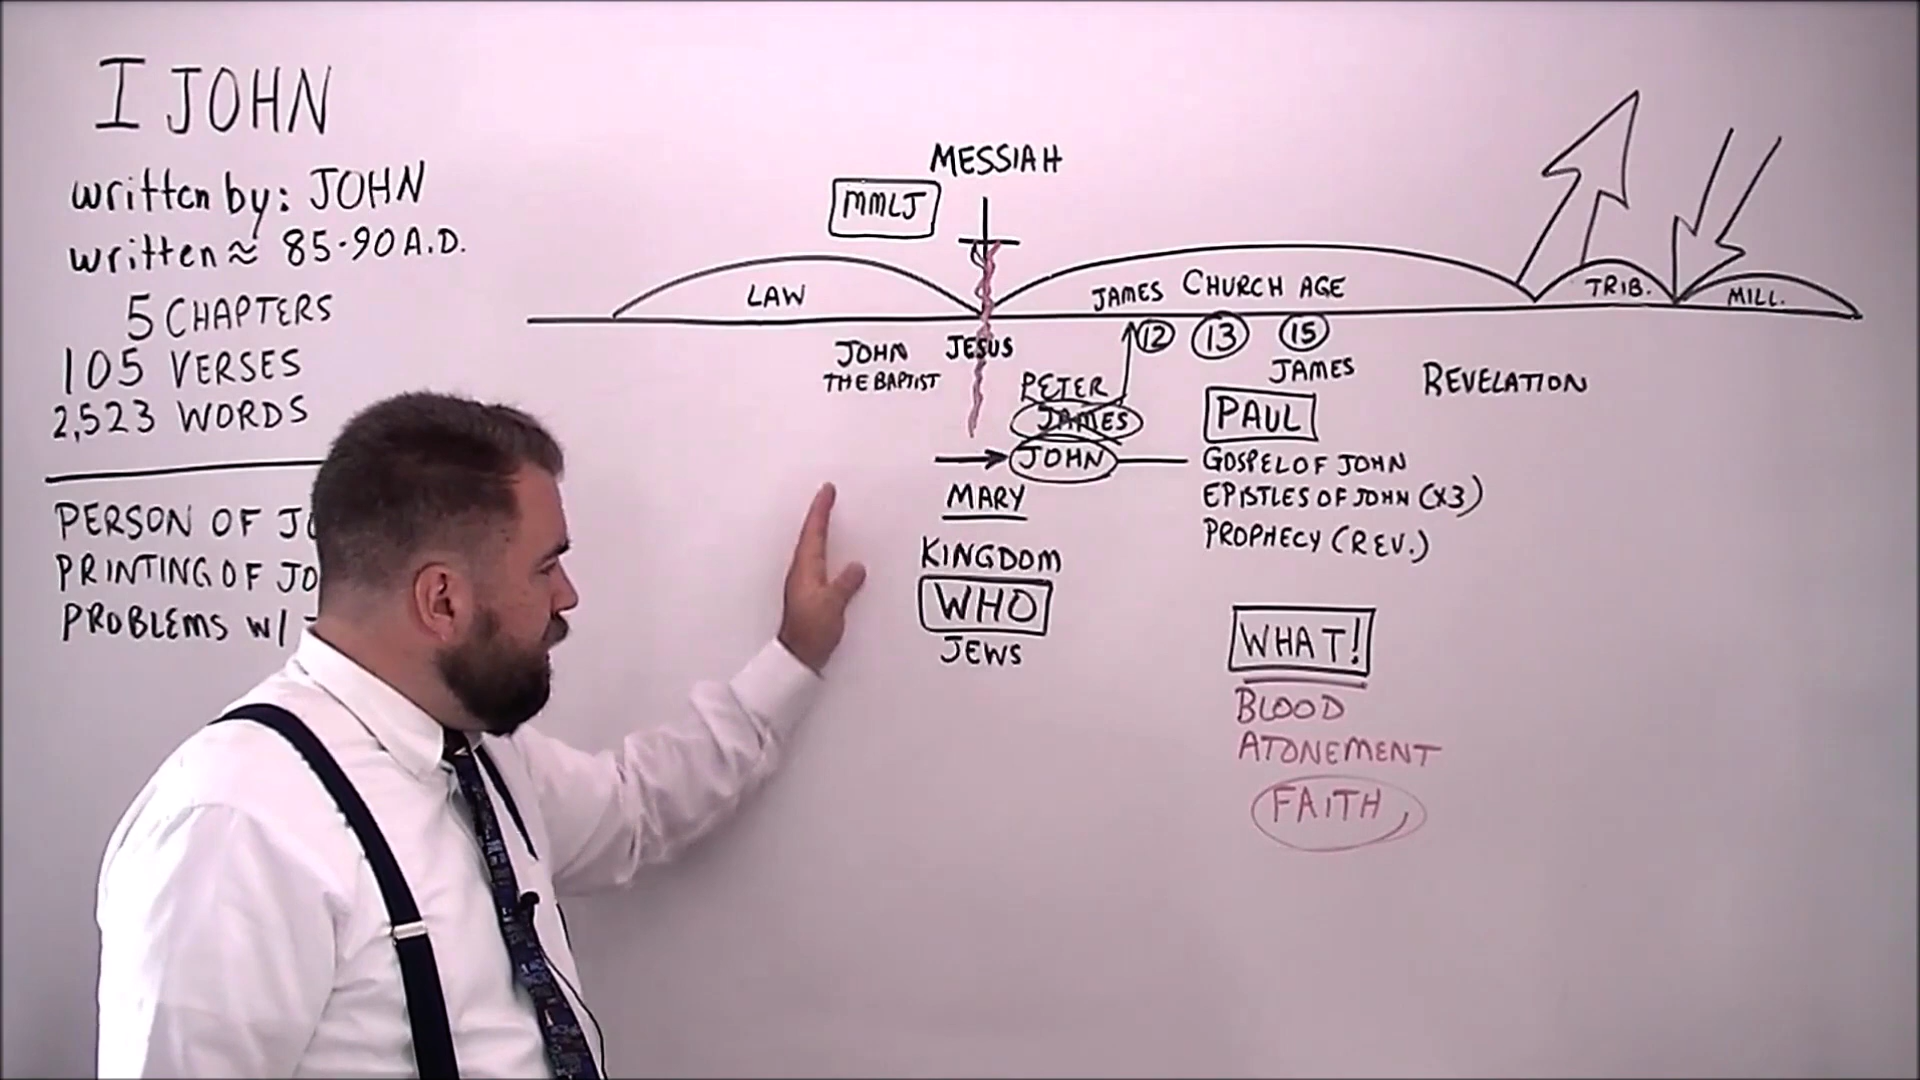 I JOHN
written by: JOHN
written ≈ 85-90 A.D.
5 CHAPTERS
105 VERSES
2,523 WORDS
PERSON OF JO
PRINTING OF JO
PROBLEMS W/
MESSIAH
MMLJ
LAW
JAMES CHURCH AGE
TRIB.
MILL.
JOHN
THE BAPTIST
JESUS
12
13
15
JAMES
REVELATION
PETER
JAMES
JOHN
MARY
KINGDOM
WHO
JEWS
PAUL
GOSPEL OF JOHN
EPISTLES OF JOHN (X3)
PROPHECY (REV.)
WHAT!
BLOOD
ATONEMENT
FAITH